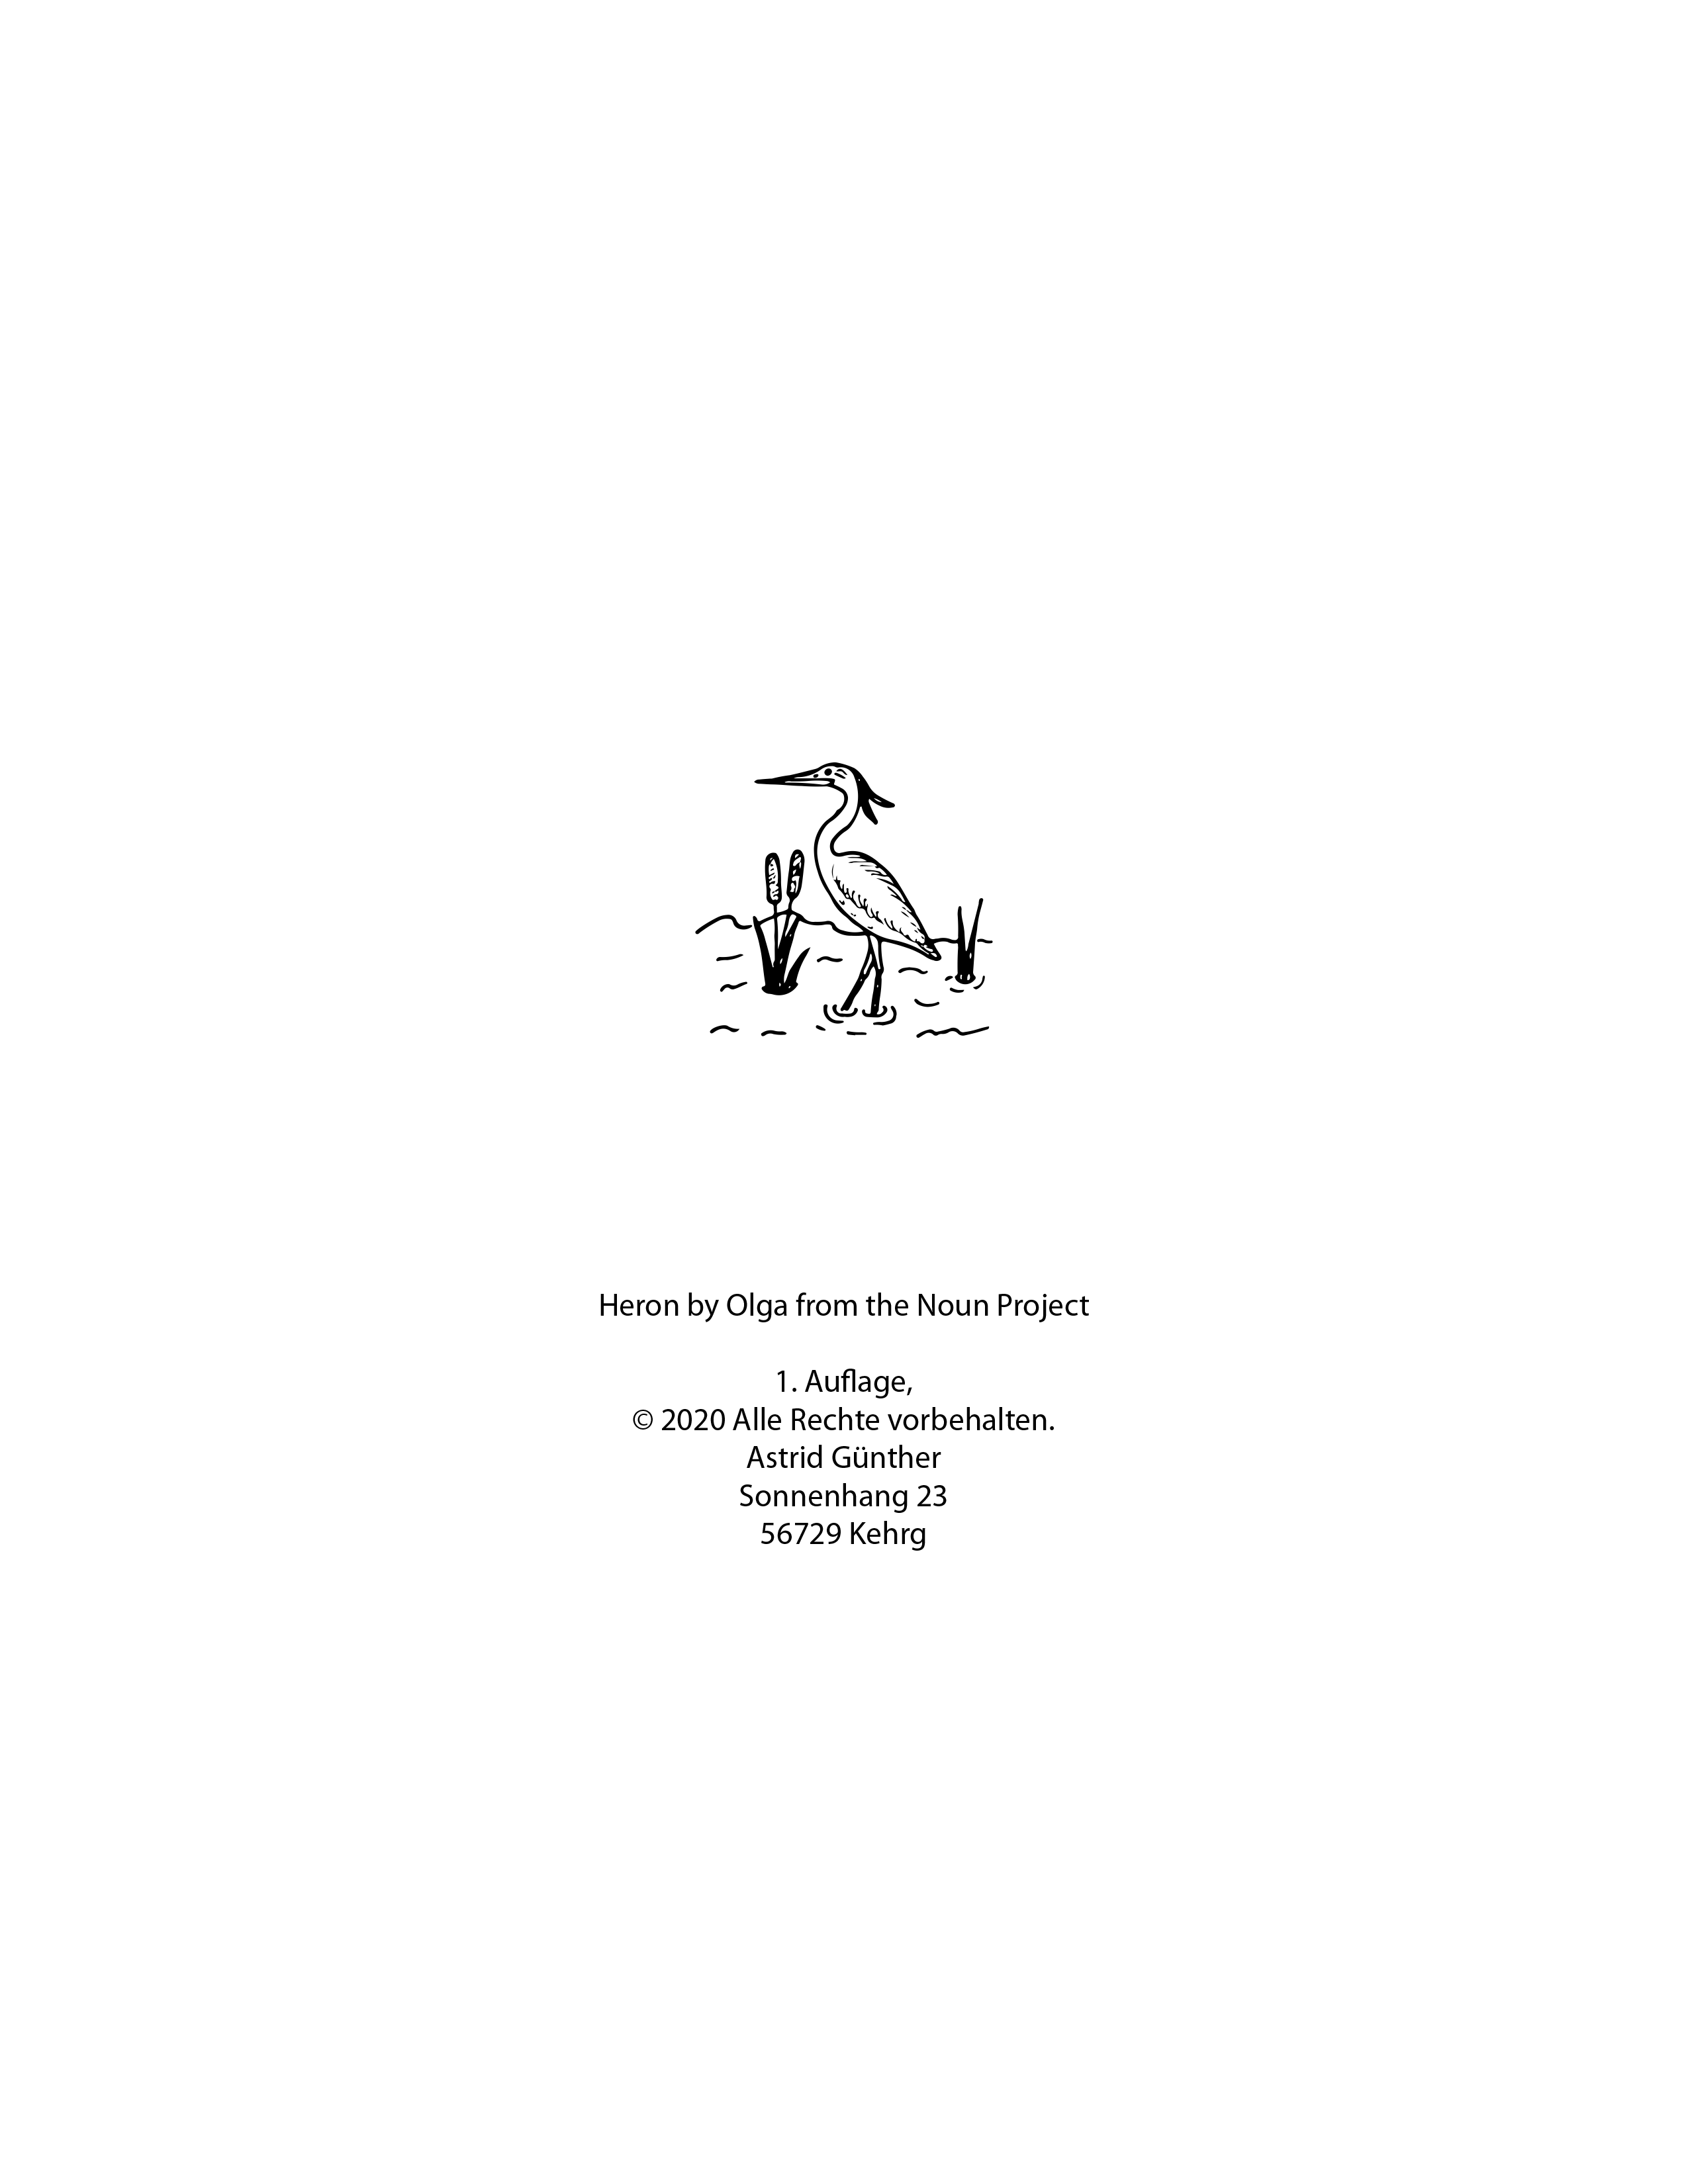 Heron by Olga from the Noun Project
1. Auflage,
© 2020 Alle Rechte vorbehalten.
Astrid Günther
Sonnenhang 23
56729 Kehrg